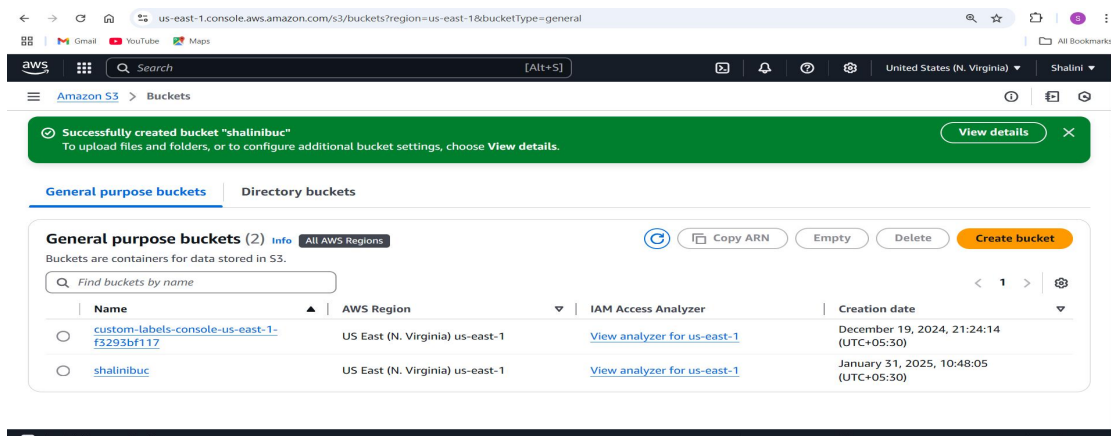 us-east-1.console.aws.amazon.com/s3/buckets?region=us-east-1&bucketType=general
S
Gmail YouTube Maps All Bookmarks
aws Search [Alt+S] United States (N. Virginia) Shalini
Amazon S3 > Buckets
Successfully created bucket "shalinibuc"
To upload files and folders, or to configure additional bucket settings, choose View details.
View details
General purpose buckets Directory buckets
General purpose buckets (2) Info All AWS Regions Copy ARN Empty Delete Create bucket
Buckets are containers for data stored in S3.
Find buckets by name < 1 >
Name AWS Region IAM Access Analyzer Creation date
custom-labels-console-us-east-1-
f3293bf117
US East (N. Virginia) us-east-1
View analyzer for us-east-1
December 19, 2024, 21:24:14
(UTC+05:30)
shalinibuc
US East (N. Virginia) us-east-1
View analyzer for us-east-1
January 31, 2025, 10:48:05
(UTC+05:30)